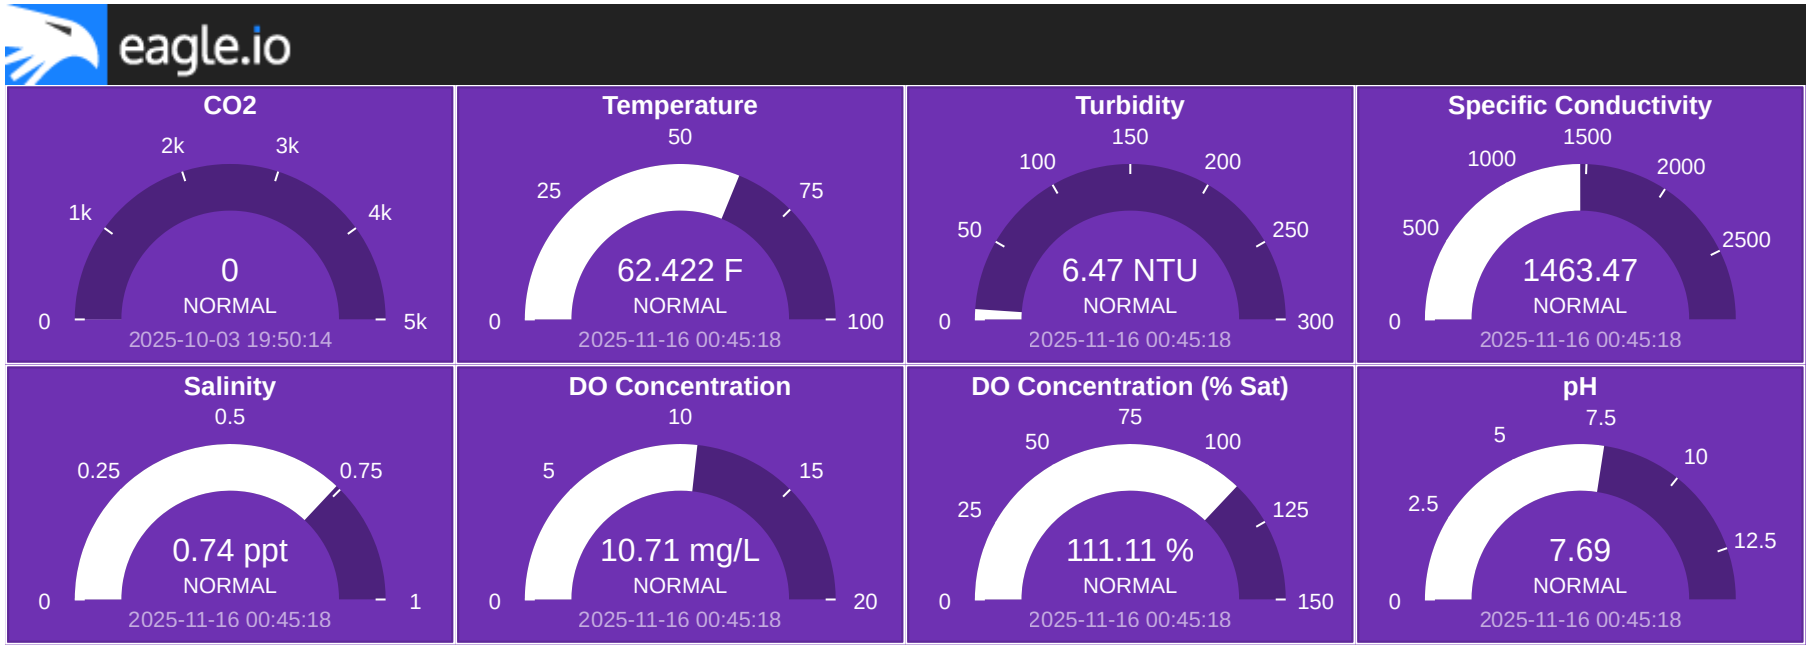 eagle.io
CO2
2k
3k
1k
4k
0
NORMAL
0
5k
2025-10-03 19:50:14
Temperature
50
25
75
62.422 F
NORMAL
0
100
2025-11-16 00:45:18
Turbidity
150
100
200
50
250
6.47 NTU
NORMAL
0
300
2025-11-16 00:45:18
Specific Conductivity
1500
1000
2000
500
2500
1463.47
NORMAL
0
2025-11-16 00:45:18
Salinity
0.5
0.25
0.75
0.74 ppt
NORMAL
0
1
2025-11-16 00:45:18
DO Concentration
10
5
15
10.71 mg/L
NORMAL
0
20
2025-11-16 00:45:18
DO Concentration (% Sat)
75
50
100
25
125
111.11 %
NORMAL
0
150
2025-11-16 00:45:18
pH
7.5
5
10
2.5
12.5
7.69
NORMAL
0
2025-11-16 00:45:18